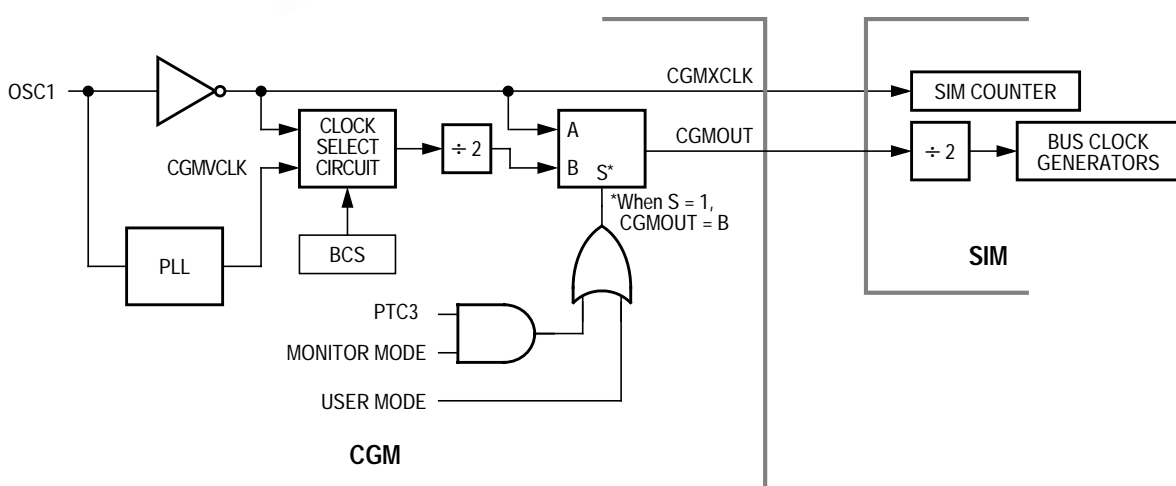 OSC1
CGMXCLK
SIM COUNTER
CLOCK
SELECT
CIRCUIT
÷ 2
A
B
S*
CGMOUT
÷ 2
BUS CLOCK
GENERATORS
CGMVCLK
*When S = 1,
CGMOUT = B
PLL
BCS
SIM
PTC3
MONITOR MODE
USER MODE
CGM